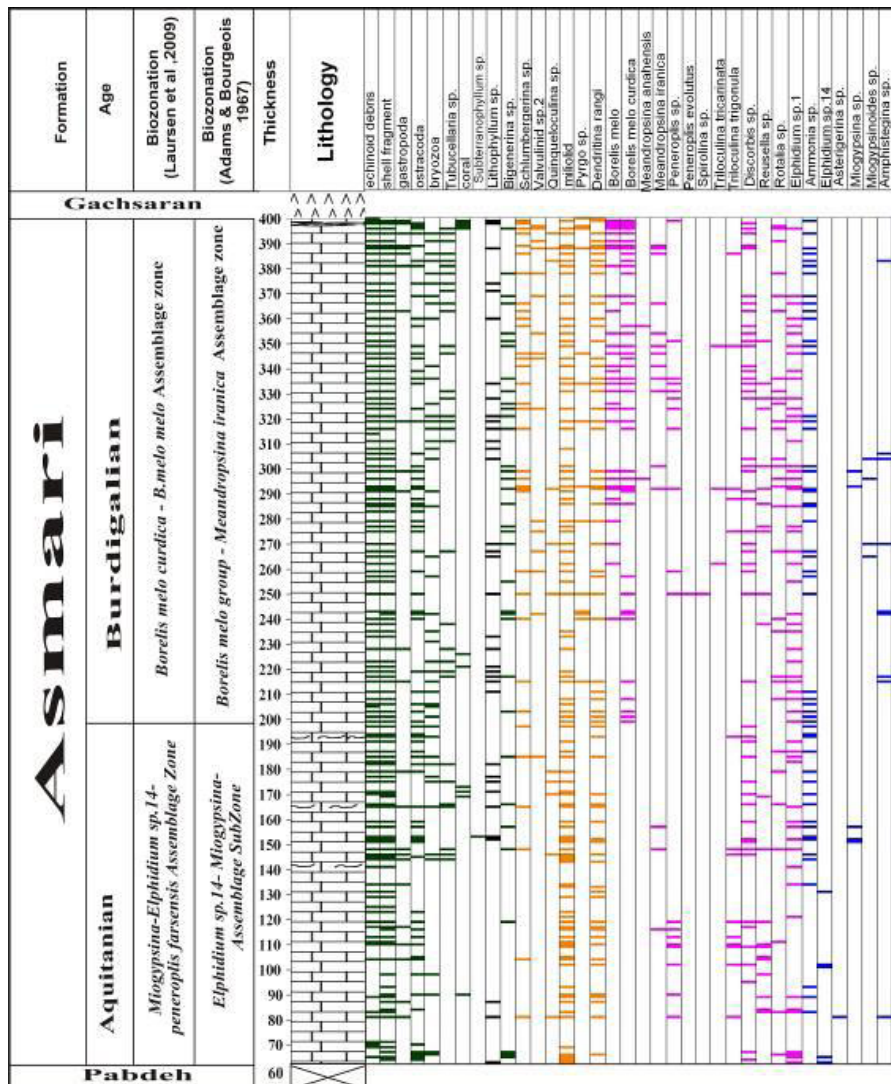 Formation
Age
Biozonation
(Laursen et al ,2009)
Biozonation
(Adams & Bourgeois
1967)
Thickness
Lithology
echinoid debris
shell fragment
gastropoda
ostracoda
bryozoa
Tubucellaria sp.
coral
Subterranophyllum sp.
Lithophyllum sp.
Bigenerina sp.
Schlumbergerina sp.
Valvulinid sp.2
Quinqueloculina sp.
miliolid
Pyrgo sp.
Dendritina rangi
Borelis melo
Borelis melo curdica
Meandropsina anahensis
Meandropsina iranica
Peneroplis sp.
Peneroplis evolutus
Spirolina sp.
Triloculina tricarinata
Triloculina trigonula
Discorbis sp.
Reusella sp.
Rotalia sp.
Elphidium sp.1
Ammonia sp.
Elphidium sp.14
Asterigerina sp.
Miogypsina sp.
Miogypsinoides sp.
Amphistegina sp.
Gachsaran
Asmari
Burdigalian
Borelis melo curdica - B.melo melo Assemblage zone
Borelis melo group - Meandropsina iranica Assemblage zone
Aquitanian
Miogypsina-Elphidium sp.14-
peneroplis farsensis Assemblage Zone
Elphidium sp.14- Miogypsina-
Assemblage SubZone
400
390
380
370
360
350
340
330
320
310
300
290
280
270
260
250
240
230
220
210
200
190
180
170
160
150
140
130
120
110
100
90
80
70
60
Pabdeh